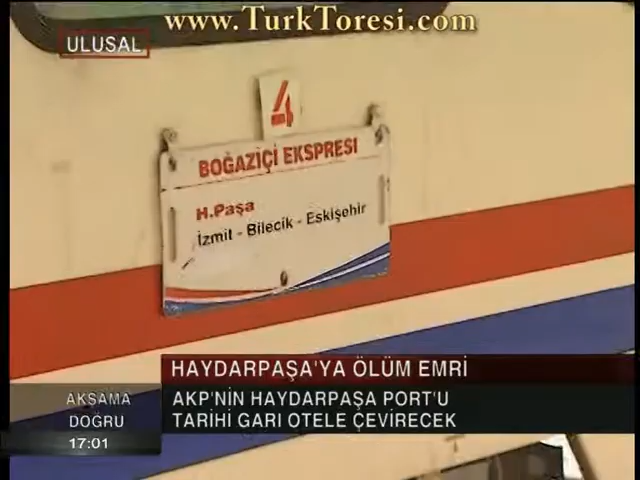 www.TurkToresi.com
ULUSAL
4
BOĞAZİÇİ EKSPRESI
H.Paşa
İzmit - Bilecik - Eskişehir
HAYDARPAŞA'YA ÖLÜM EMRİ
AKP'NİN HAYDARPAŞA PORT'U
TARİHİ GARI OTELE ÇEVİRECEK
AKŞAMA
DOĞRU
17:01